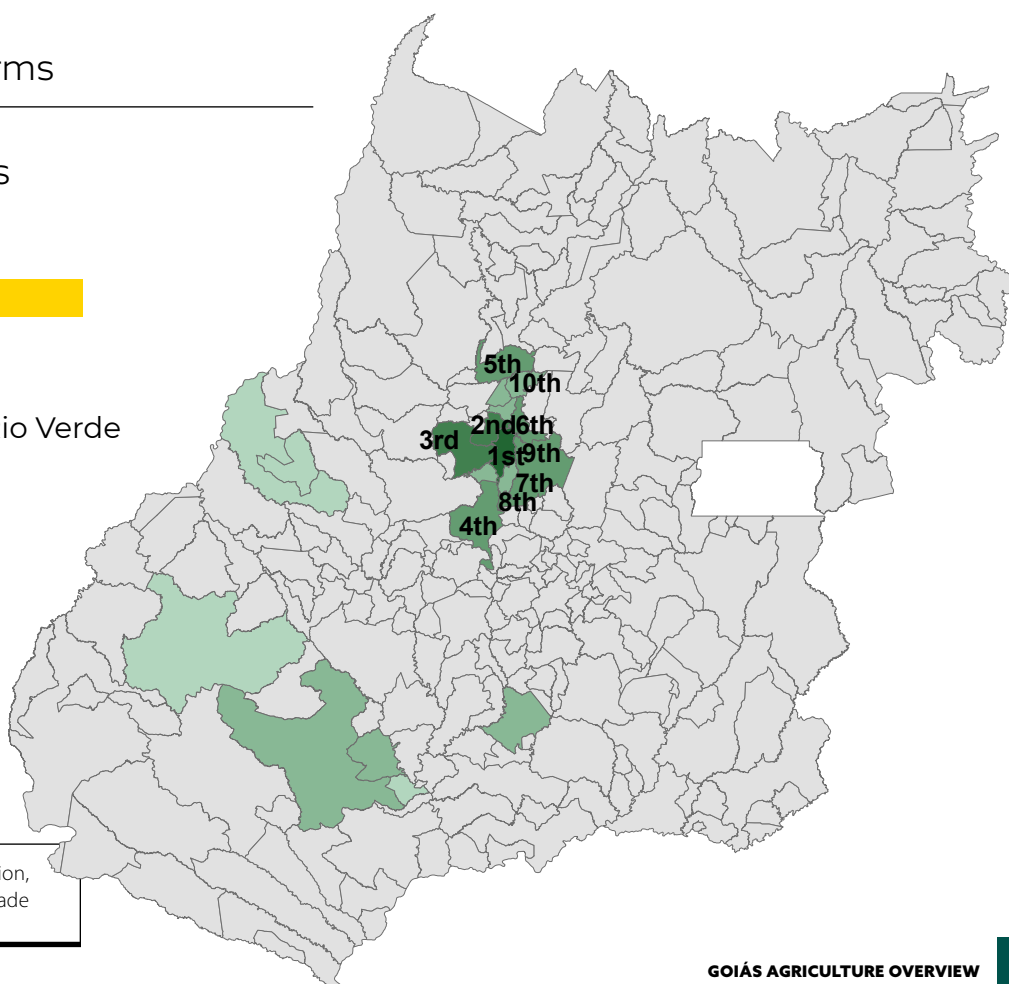 rms
s
io Verde
5th
10th
2nd
6th
3rd
1st
9th
7th
8th
4th
ion,
ade
GOIÁS AGRICULTURE OVERVIEW